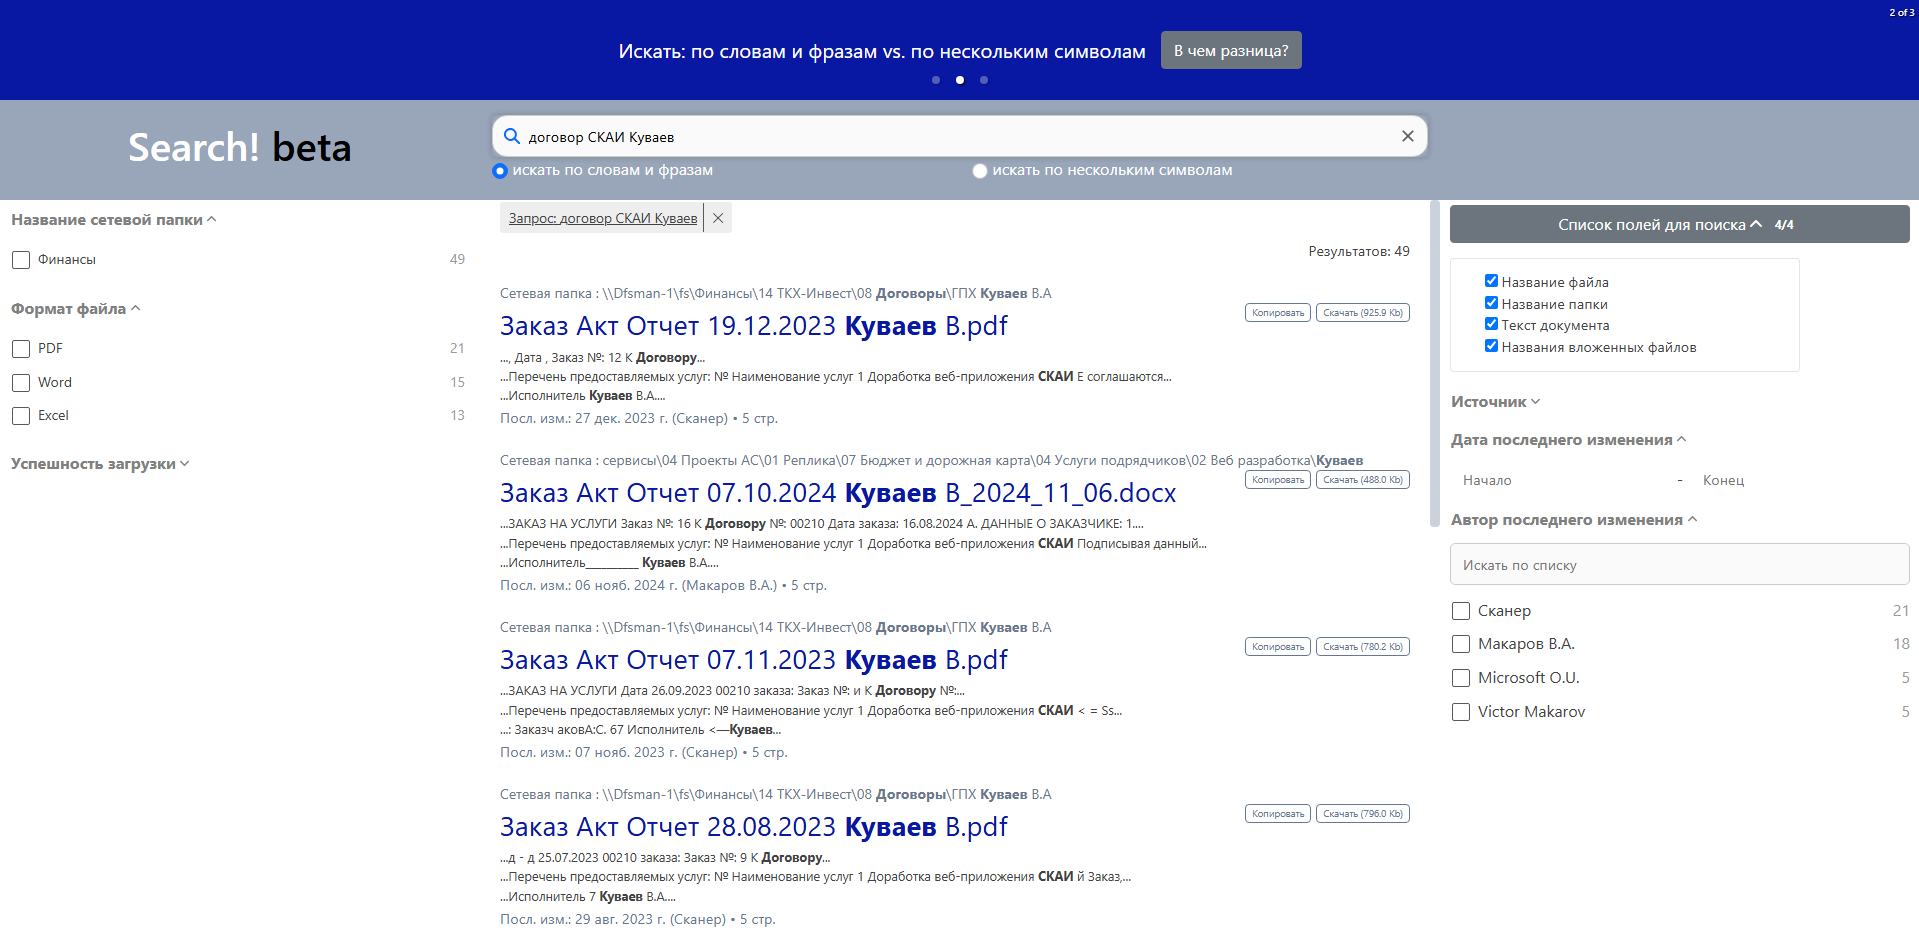 2 of 3
Искать: по словам и фразам vs. по нескольким символам
В чем разница?
Search! beta
договор СКАИ Куваев
искать по словам и фразам
искать по нескольким символам
Название сетевой папки
Финансы 49
Формат файла
PDF 21
Word 15
Excel 13
Успешность загрузки
Запрос: договор СКАИ Куваев
Результатов: 49
Сетевая папка : \\Dfsman-1\fs\Финансы\14 ТКХ-Инвест\08 Договоры\ГПХ Куваев В.А
Заказ Акт Отчет 19.12.2023 Куваев В.pdf
Копировать
Скачать (925.9 Kb)
..., Дата , Заказ №: 12 К Договору...
...Перечень предоставляемых услуг: № Наименование услуг 1 Доработка веб-приложения СКАИ Е соглашаются...
...Исполнитель Куваев В.А....
Посл. изм.: 27 дек. 2023 г. (Сканер) • 5 стр.
Сетевая папка : сервисы\04 Проекты АС\01 Реплика\07 Бюджет и дорожная карта\04 Услуги подрядчиков\02 Веб разработка\Куваев
Заказ Акт Отчет 07.10.2024 Куваев В_2024_11_06.docx
Копировать
Скачать (488.0 Kb)
...ЗАКАЗ НА УСЛУГИ Заказ №: 16 К Договору №: 00210 Дата заказа: 16.08.2024 А. ДАННЫЕ О ЗАКАЗЧИКЕ: 1....
...Перечень предоставляемых услуг: № Наименование услуг 1 Доработка веб-приложения СКАИ Подписывая данный...
...Исполнитель_________ Куваев В.А....
Посл. изм.: 06 нояб. 2024 г. (Макаров В.А.) • 5 стр.
Сетевая папка : \\Dfsman-1\fs\Финансы\14 ТКХ-Инвест\08 Договоры\ГПХ Куваев В.А
Заказ Акт Отчет 07.11.2023 Куваев В.pdf
Копировать
Скачать (780.2 Kb)
...ЗАКАЗ НА УСЛУГИ Дата 26.09.2023 00210 заказа: Заказ №: и К Договору №:...
...Перечень предоставляемых услуг: № Наименование услуг 1 Доработка веб-приложения СКАИ < = Ss...
...: Заказч аковА:С. 67 Исполнитель <—Куваев...
Посл. изм.: 07 нояб. 2023 г. (Сканер) • 5 стр.
Сетевая папка : \\Dfsman-1\fs\Финансы\14 ТКХ-Инвест\08 Договоры\ГПХ Куваев В.А
Заказ Акт Отчет 28.08.2023 Куваев В.pdf
Копировать
Скачать (796.0 Kb)
...д - д 25.07.2023 00210 заказа: Заказ №: 9 К Договору...
...Перечень предоставляемых услуг: № Наименование услуг 1 Доработка веб-приложения СКАИ й Заказ,...
...Исполнитель 7 Куваев В.А....
Посл. изм.: 29 авг. 2023 г. (Сканер) • 5 стр.
Список полей для поиска 4/4
Название файла
Название папки
Текст документа
Названия вложенных файлов
Источник
Дата последнего изменения
Начало - Конец
Автор последнего изменения
Искать по списку
Сканер 21
Макаров В.А. 18
Microsoft O.U. 5
Victor Makarov 5